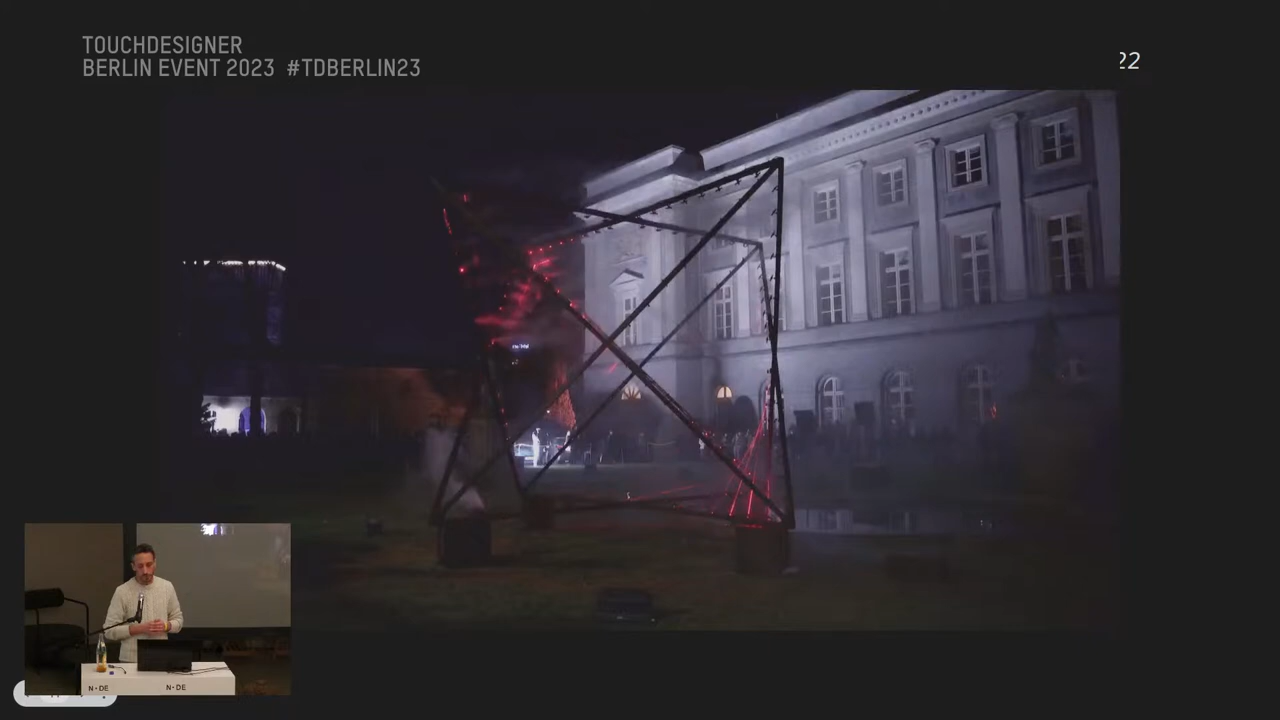 TOUCHDESIGNER
BERLIN EVENT 2023 #TDBERLIN23
22
N•DE
N•DE